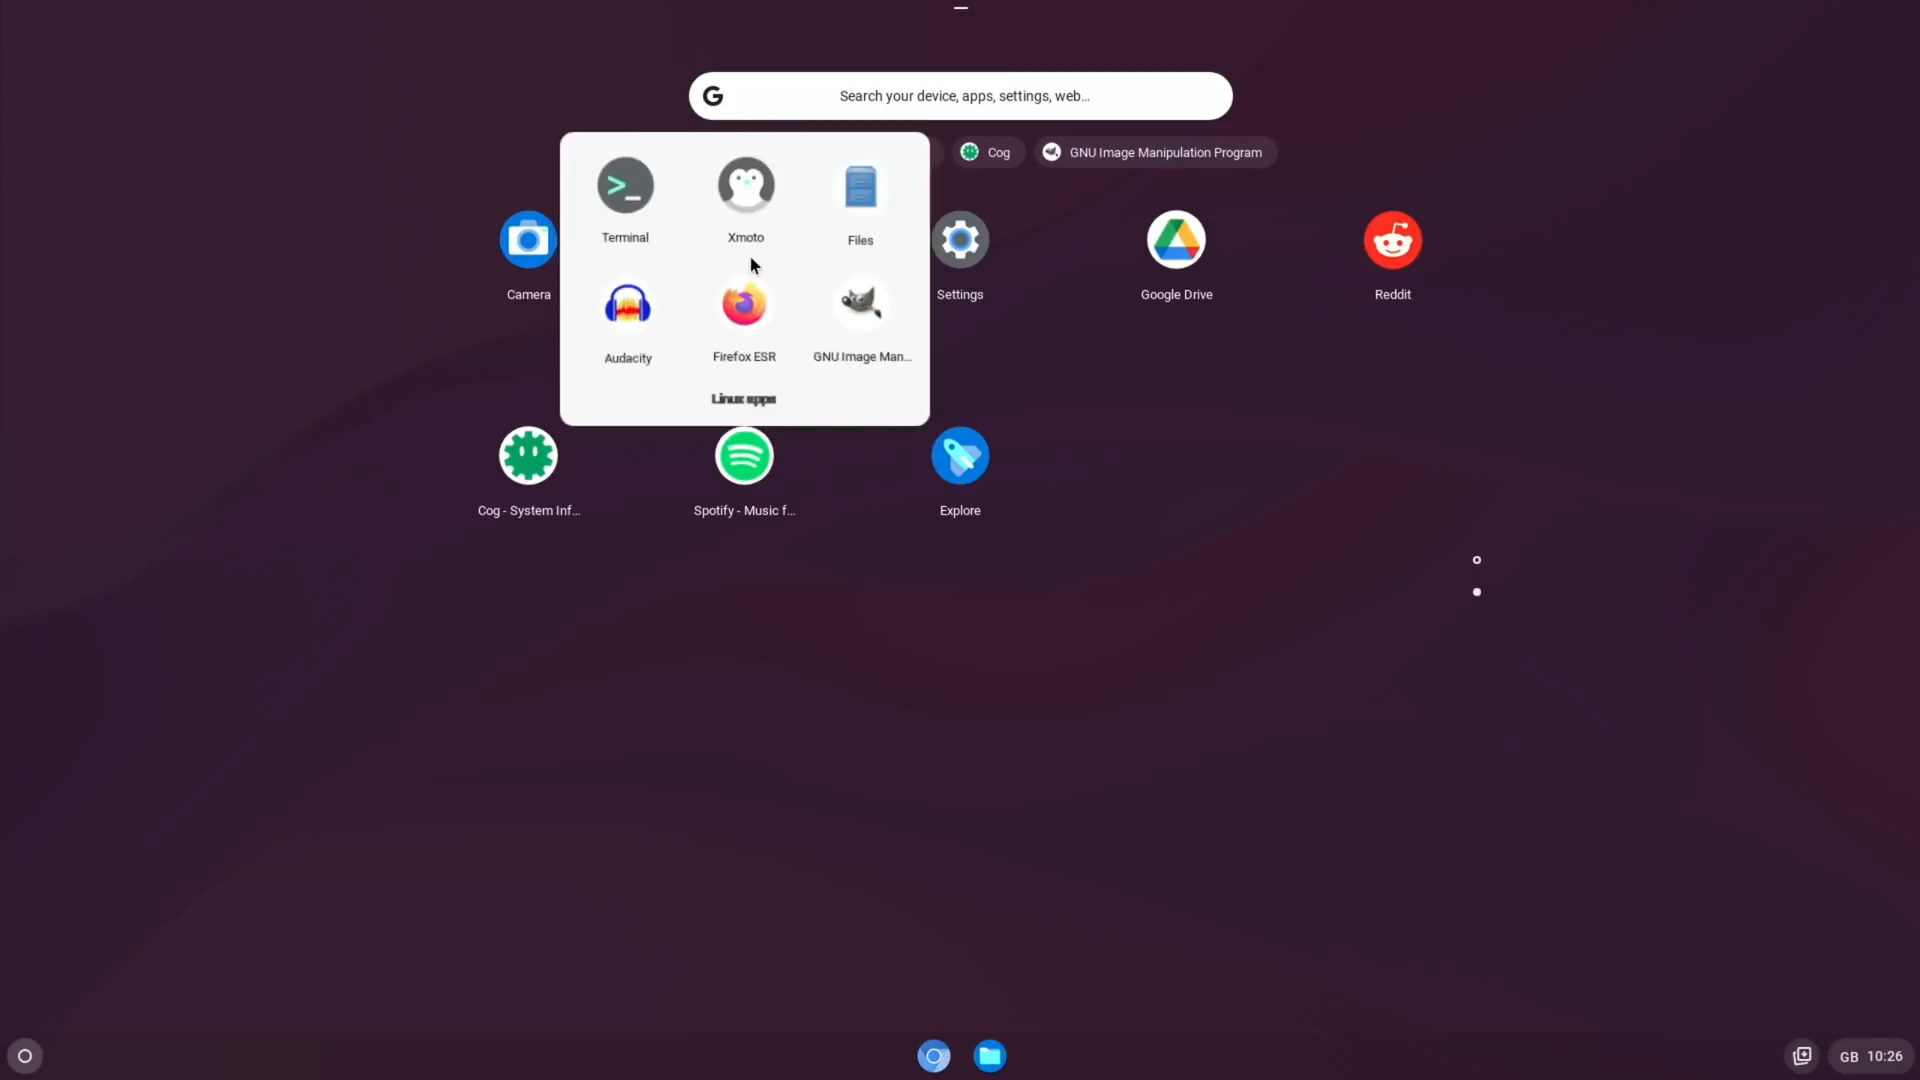 Search your device, apps, settings, web...
Cog
GNU Image Manipulation Program
Terminal
Xmoto
Files
Audacity
Firefox ESR
GNU Image Man...
Linux apps
Camera
Settings
Google Drive
Reddit
Cog - System Inf...
Spotify - Music f...
Explore
GB 10:26